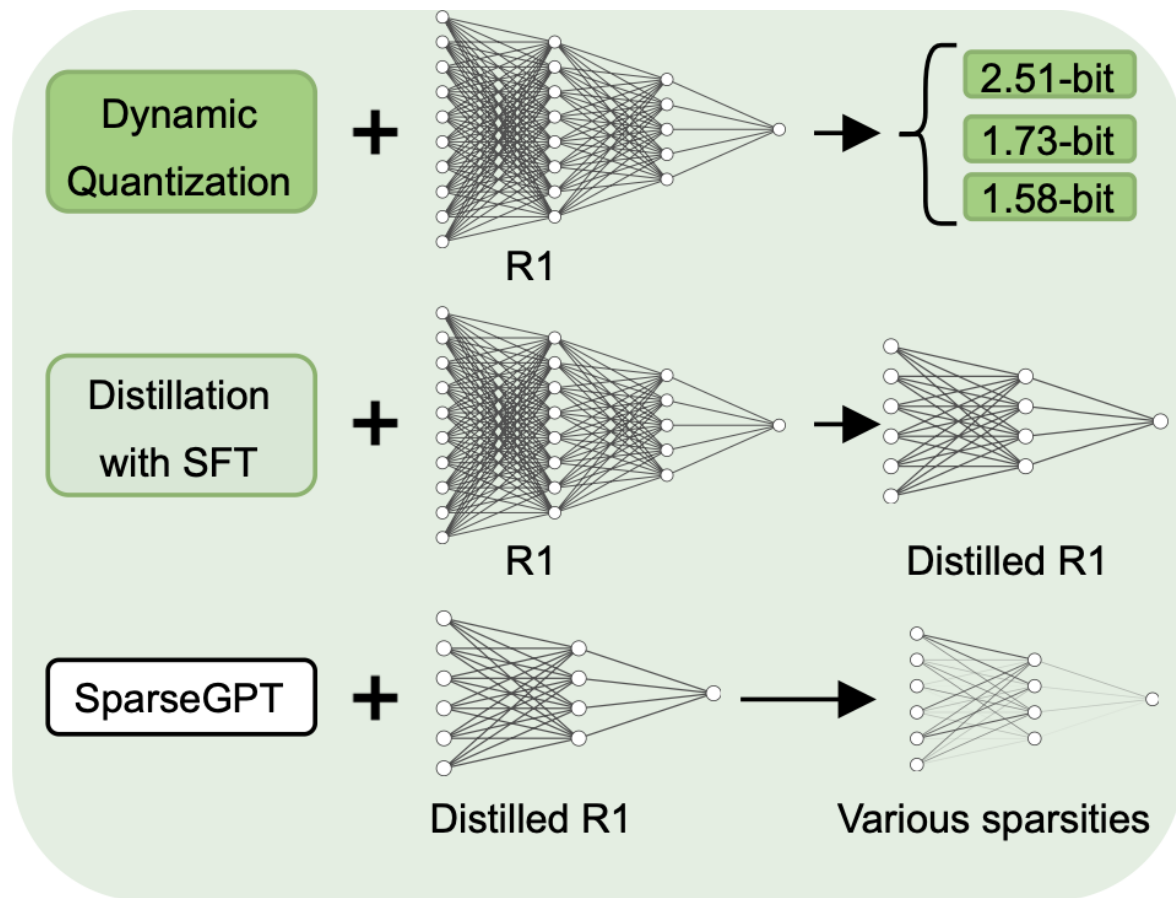 Dynamic
Quantization
2.51-bit
1.73-bit
1.58-bit
R1
Distillation
with SFT
R1
Distilled R1
SparseGPT
Distilled R1
Various sparsities